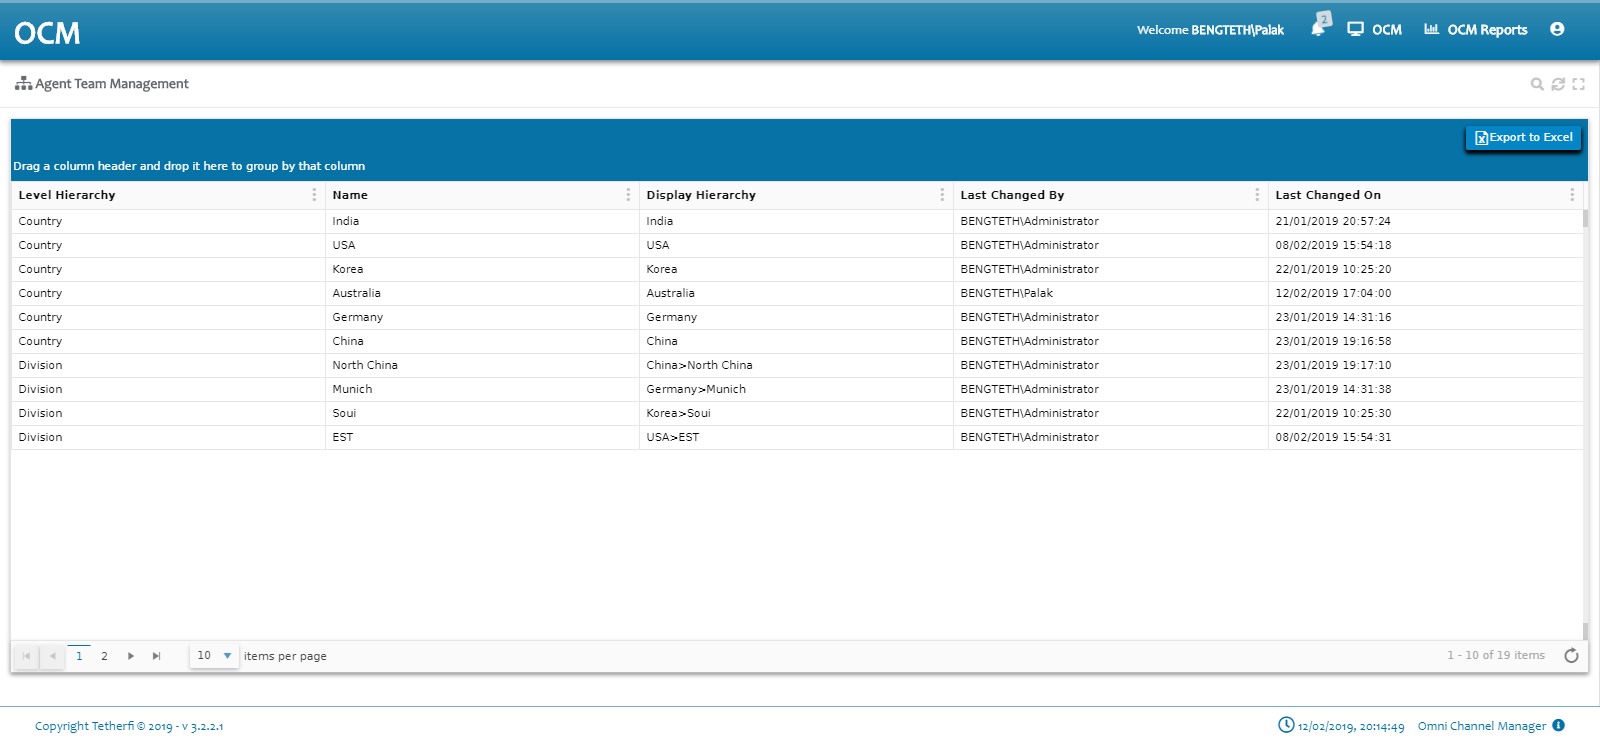 OCM
Welcome BENGTETH\Palak 2 OCM OCM Reports
Agent Team Management
Export to Excel
Drag a column header and drop it here to group by that column
Level Hierarchy Name Display Hierarchy Last Changed By Last Changed On
Country India India BENGTETH\Administrator 21/01/2019 20:57:24
Country USA USA BENGTETH\Administrator 08/02/2019 15:54:18
Country Korea Korea BENGTETH\Administrator 22/01/2019 10:25:20
Country Australia Australia BENGTETH\Palak 12/02/2019 17:04:00
Country Germany Germany BENGTETH\Administrator 23/01/2019 14:31:16
Country China China BENGTETH\Administrator 23/01/2019 19:16:58
Division North China China>North China BENGTETH\Administrator 23/01/2019 19:17:10
Division Munich Germany>Munich BENGTETH\Administrator 23/01/2019 14:31:38
Division Soui Korea>Soui BENGTETH\Administrator 22/01/2019 10:25:30
Division EST USA>EST BENGTETH\Administrator 08/02/2019 15:54:31
1 2 10 items per page 1 - 10 of 19 items
Copyright Tetherfi © 2019 - v 3.2.2.1 12/02/2019, 20:14:49 Omni Channel Manager